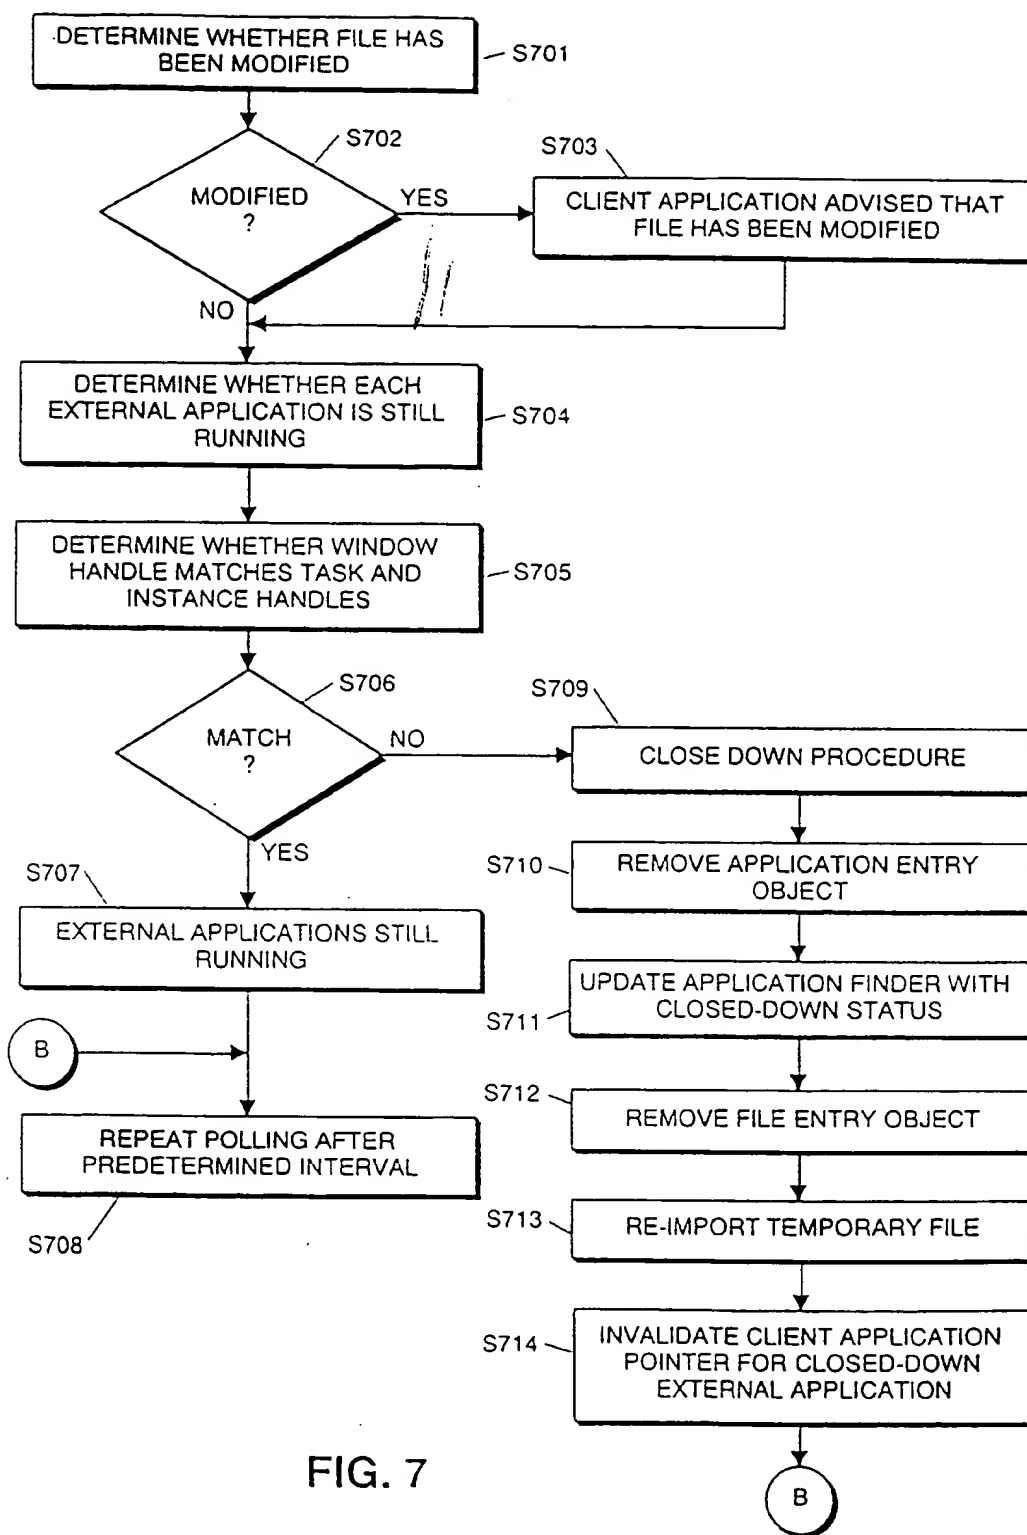 DETERMINE WHETHER FILE HAS
BEEN MODIFIED
S701
S702
MODIFIED
?
YES
NO
S703
CLIENT APPLICATION ADVISED THAT
FILE HAS BEEN MODIFIED
DETERMINE WHETHER EACH
EXTERNAL APPLICATION IS STILL
RUNNING
S704
DETERMINE WHETHER WINDOW
HANDLE MATCHES TASK AND
INSTANCE HANDLES
S705
S706
MATCH
?
NO
YES
S707
EXTERNAL APPLICATIONS STILL
RUNNING
B
REPEAT POLLING AFTER
PREDETERMINED INTERVAL
S708
S709
CLOSE DOWN PROCEDURE
S710
REMOVE APPLICATION ENTRY
OBJECT
UPDATE APPLICATION FINDER WITH
CLOSED-DOWN STATUS
S711
S712
REMOVE FILE ENTRY OBJECT
S713
RE-IMPORT TEMPORARY FILE
S714
INVALIDATE CLIENT APPLICATION
POINTER FOR CLOSED-DOWN
EXTERNAL APPLICATION
B
FIG. 7